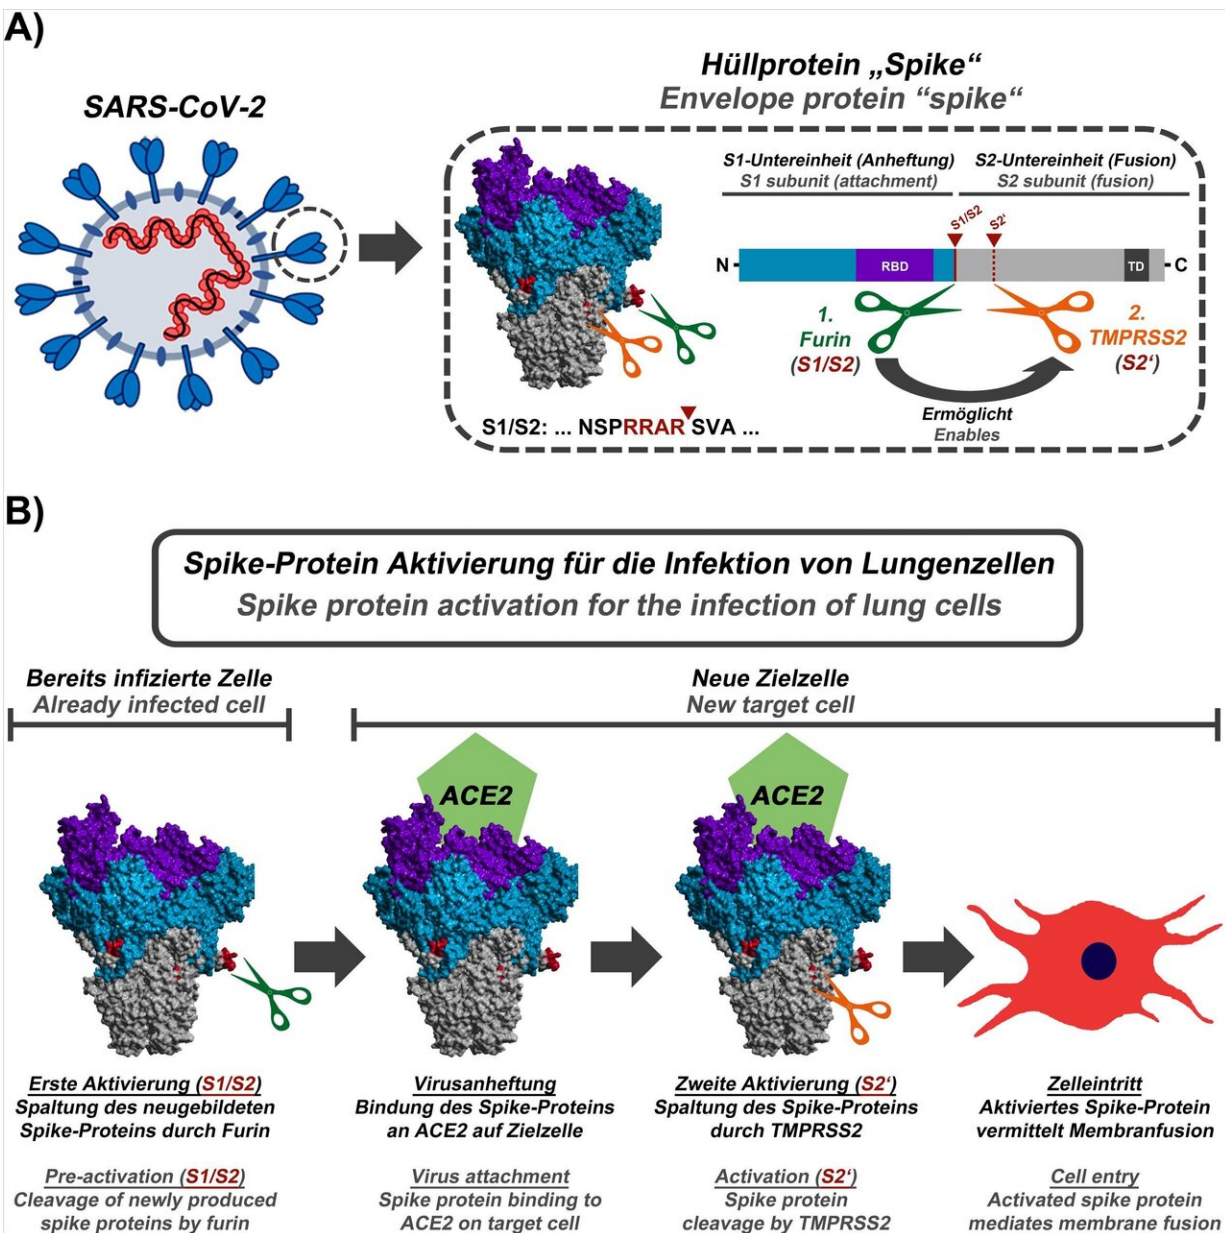 A)
SARS-CoV-2
Hüllprotein „Spike“
Envelope protein “spike“
S1-Untereinheit (Anheftung)
S1 subunit (attachment)
S2-Untereinheit (Fusion)
S2 subunit (fusion)
S1/S2
S2‘
N
RBD
TD
C
1.
Furin
(S1/S2)
2.
TMPRSS2
(S2‘)
Ermöglicht
Enables
S1/S2: ... NSPRRAR SVA ...
B)
Spike-Protein Aktivierung für die Infektion von Lungenzellen
Spike protein activation for the infection of lung cells
Bereits infizierte Zelle
Already infected cell
Neue Zielzelle
New target cell
ACE2
ACE2
Erste Aktivierung (S1/S2)
Spaltung des neugebildeten
Spike-Proteins durch Furin
Pre-activation (S1/S2)
Cleavage of newly produced
spike proteins by furin
Virusanheftung
Bindung des Spike-Proteins
an ACE2 auf Zielzelle
Virus attachment
Spike protein binding to
ACE2 on target cell
Zweite Aktivierung (S2‘)
Spaltung des Spike-Proteins
durch TMPRSS2
Activation (S2‘)
Spike protein
cleavage by TMPRSS2
Zelleintritt
Aktiviertes Spike-Protein
vermittelt Membranfusion
Cell entry
Activated spike protein
mediates membrane fusion